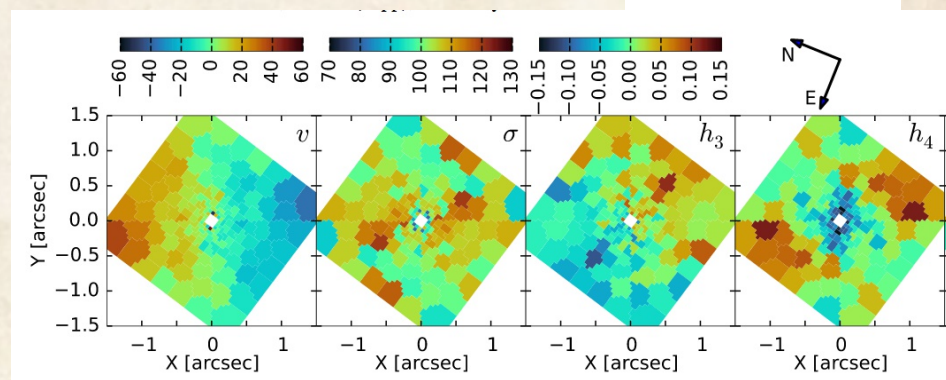 −60 −40 −20 0 20 40 60 70 80 90 100 110 120 130 −0.15 −0.10 −0.05 0.00 0.05 0.10 0.15
N
E
v σ h3 h4
1.5
1.0
0.5
0.0
−0.5
−1.0
−1.5
Y [arcsec]
−1 0 1 −1 0 1 −1 0 1 −1 0 1
X [arcsec] X [arcsec] X [arcsec] X [arcsec]